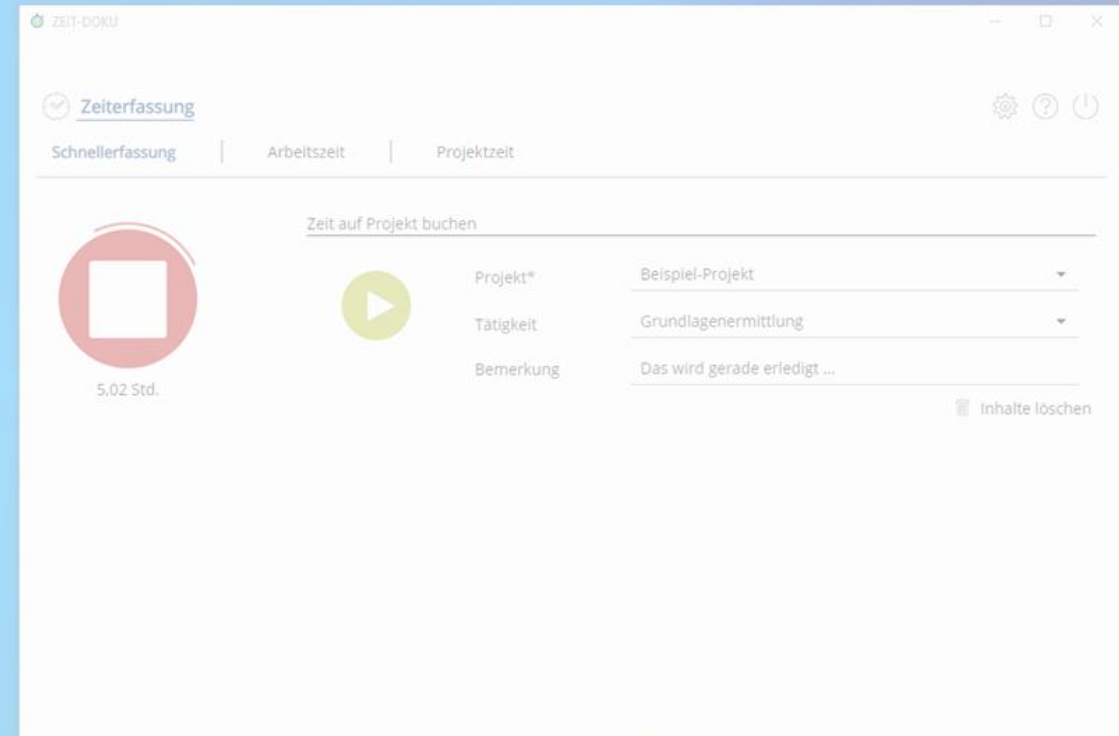 ZEIT-DOKU
Zeiterfassung
Schnellerfassung
Arbeitszeit
Projektzeit
Zeit auf Projekt buchen
Projekt*
Beispiel-Projekt
Tätigkeit
Grundlagenermittlung
Bemerkung
Das wird gerade erledigt ...
5,02 Std.
Inhalte löschen